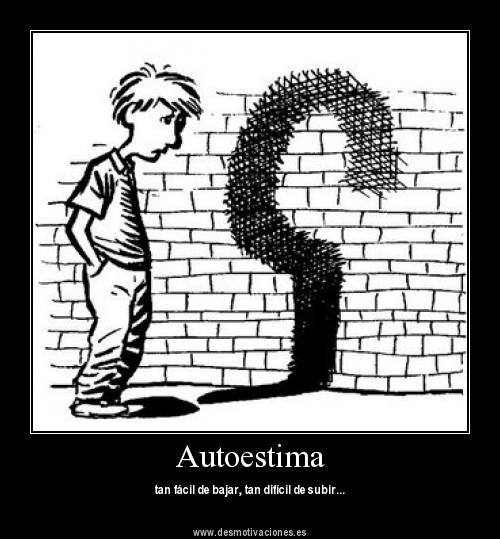 Autoestima
tan fácil de bajar, tan difícil de subir...
www.desmotivaciones.es